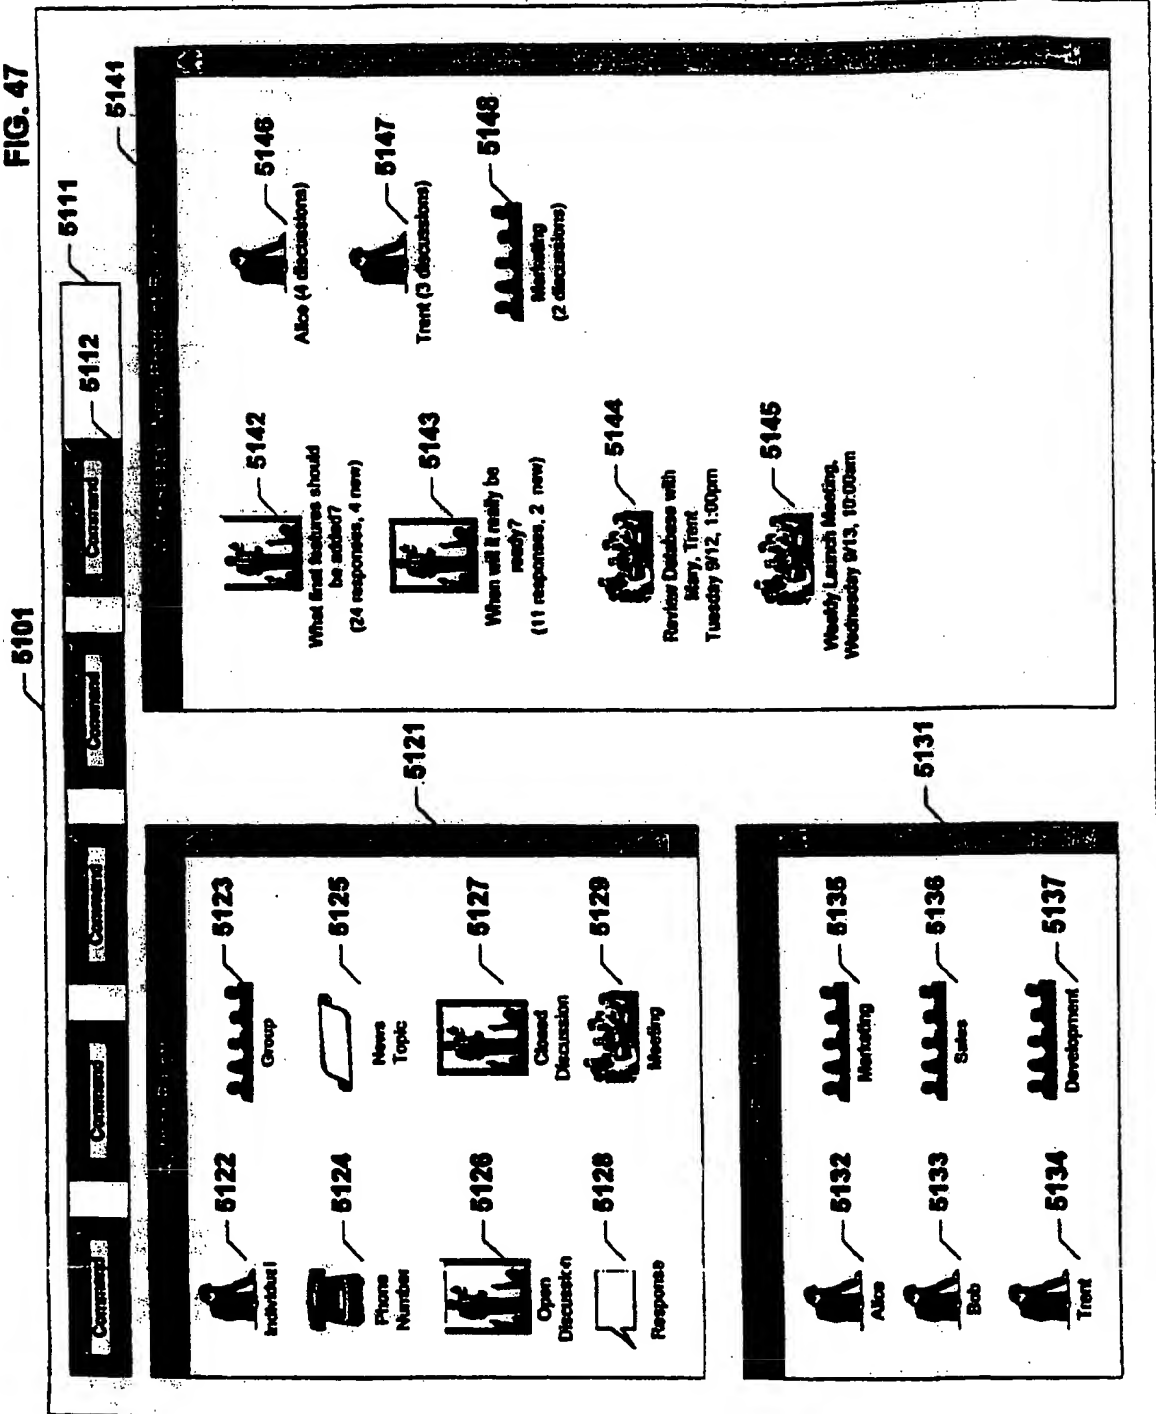 FIG. 47
5101
5111
5112
Command
Command
Command
Command
Command
5121
5122
Individual
5123
Group
5124
Phone
Number
5125
News
Topic
5126
Open
Discussion
5127
Closed
Discussion
5128
Response
5129
Meeting
5131
5132
Alice
5133
Bob
5134
Trent
5135
Marketing
5136
Sales
5137
Development
5141
5142
What final features should
be added?
(24 responses, 4 new)
5143
When will it really be
ready?
(11 responses, 2 new)
5144
Review Database with
Mary, Trent
Tuesday 9/12, 1:00pm
5145
Weekly Launch Meeting,
Wednesday 9/13, 10:00am
5146
Alice (4 discussions)
5147
Trent (3 discussions)
5148
Marketing
(2 discussions)